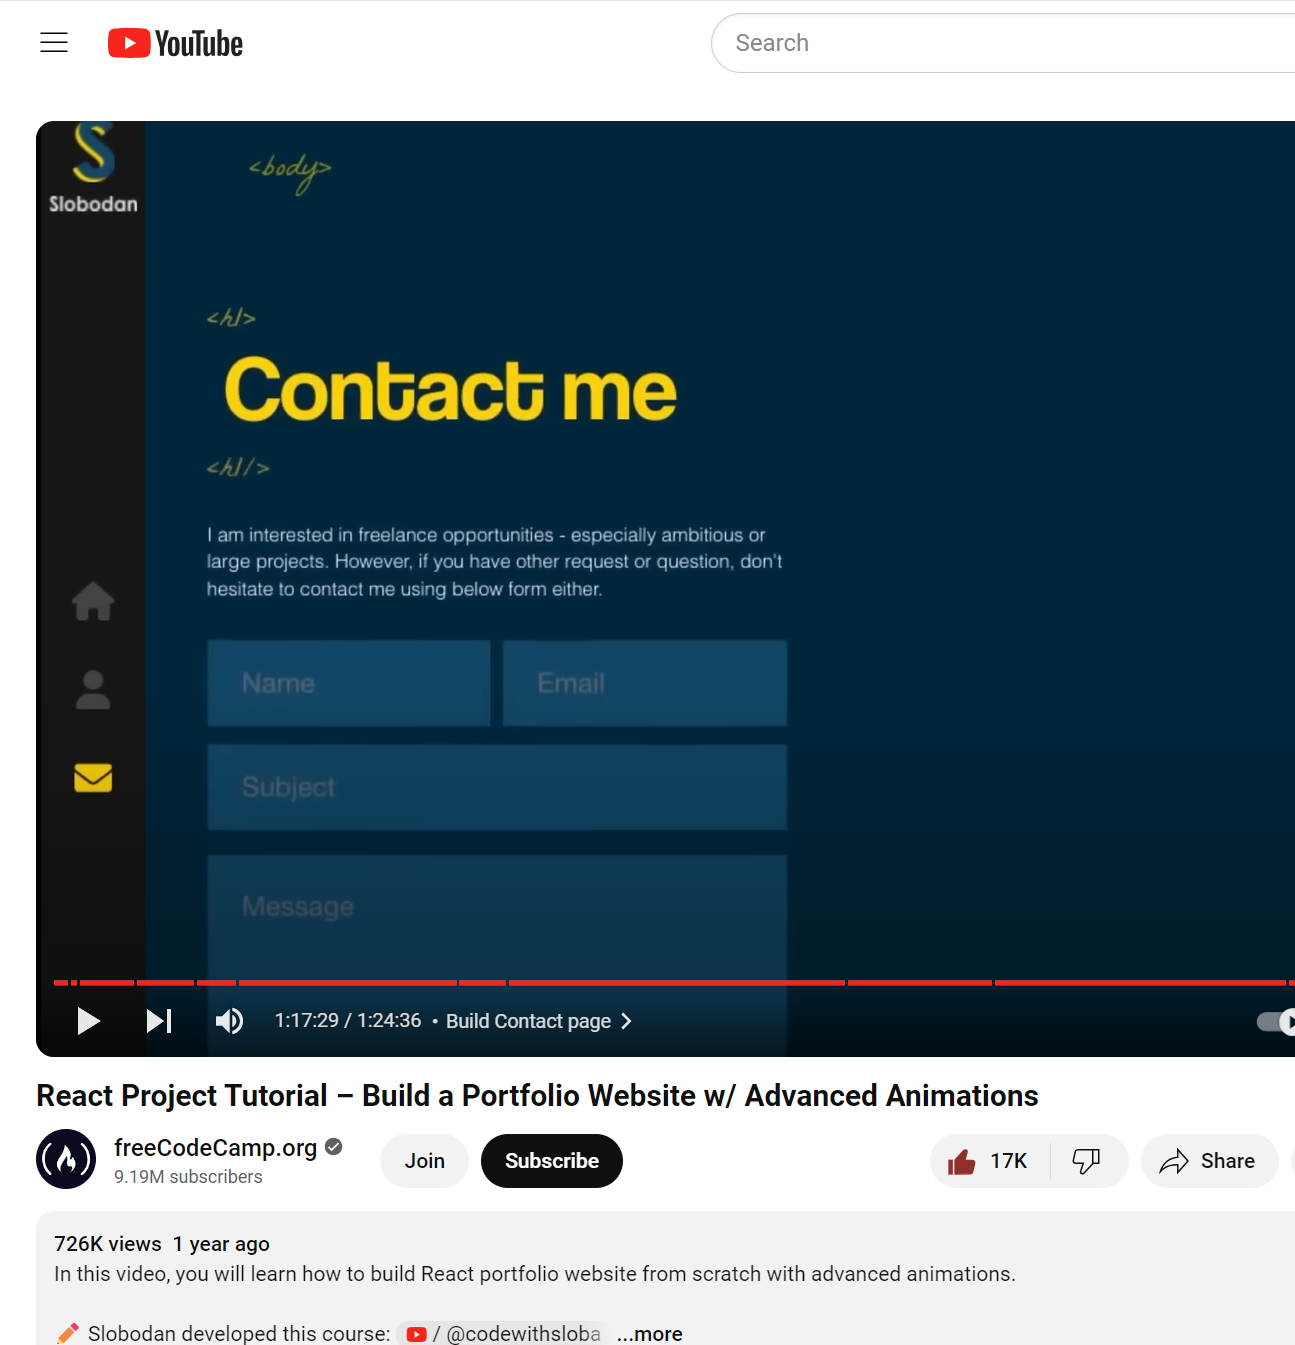 YouTube
Search
Slobodan
<body>
<h1>
Contact me
<h1/>
I am interested in freelance opportunities - especially ambitious or
large projects. However, if you have other request or question, don't
hesitate to contact me using below form either.
Name
Email
Subject
Message
1:17:29 / 1:24:36 • Build Contact page
React Project Tutorial – Build a Portfolio Website w/ Advanced Animations
freeCodeCamp.org
9.19M subscribers
Join
Subscribe
17K
Share
726K views 1 year ago
In this video, you will learn how to build React portfolio website from scratch with advanced animations.
Slobodan developed this course: / @codewithsloba ...more